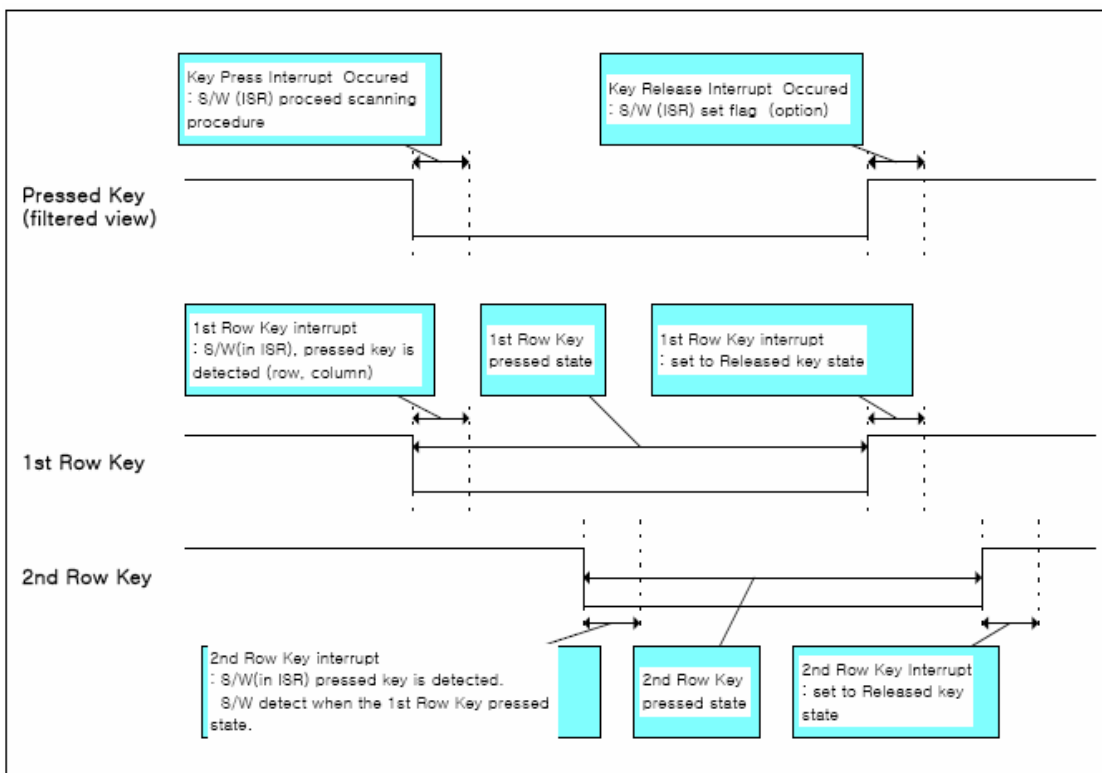 Key Press Interrupt Occured
: S/W (ISR) proceed scanning
procedure
Key Release Interrupt Occured
: S/W (ISR) set flag (option)
Pressed Key
(filtered view)
1st Row Key interrupt
: S/W(in ISR), pressed key is
detected (row, column)
1st Row Key
pressed state
1st Row Key interrupt
: set to Released key state
1st Row Key
2nd Row Key
2nd Row Key interrupt
: S/W(in ISR) pressed key is detected.
S/W detect when the 1st Row Key pressed
state.
2nd Row Key
pressed state
2nd Row Key Interrupt
: set to Released key
state